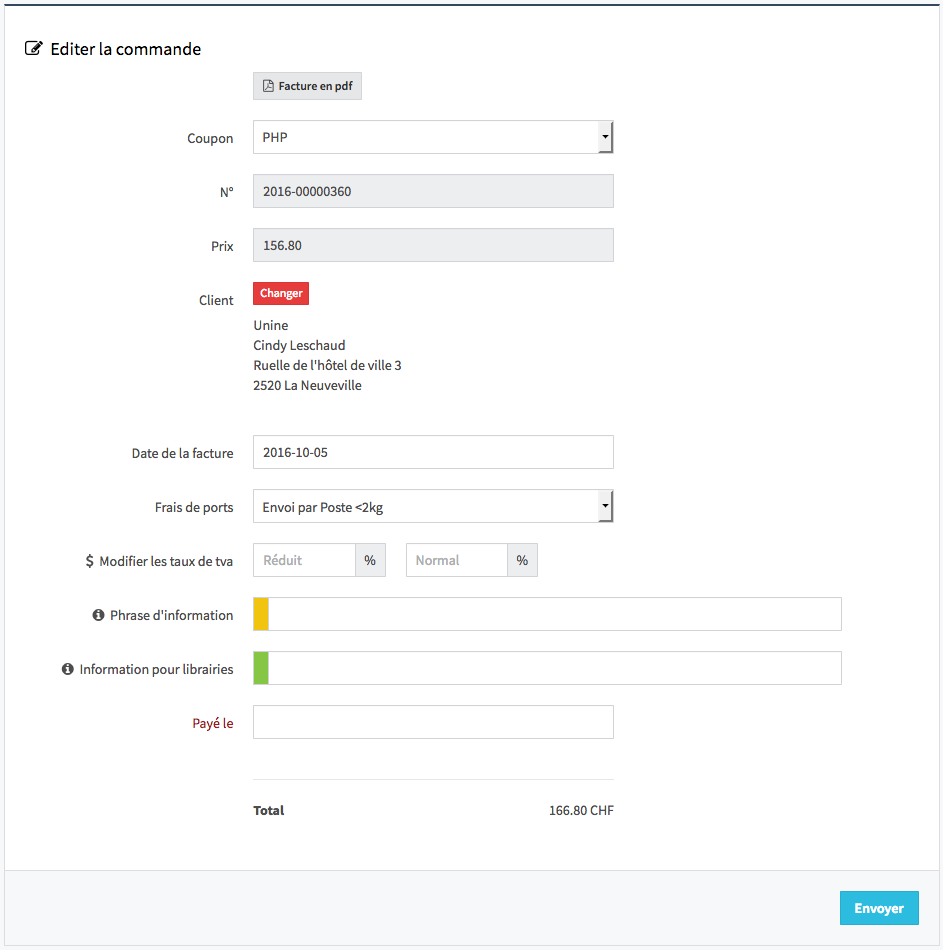 Editer la commande
Facture en pdf
Coupon PHP
N° 2016-00000360
Prix 156.80
Client Changer
Unine
Cindy Leschaud
Ruelle de l'hôtel de ville 3
2520 La Neuveville
Date de la facture 2016-10-05
Frais de ports Envoi par Poste <2kg
$ Modifier les taux de tva Réduit % Normal %
Phrase d'information
Information pour librairies
Payé le
Total 166.80 CHF
Envoyer